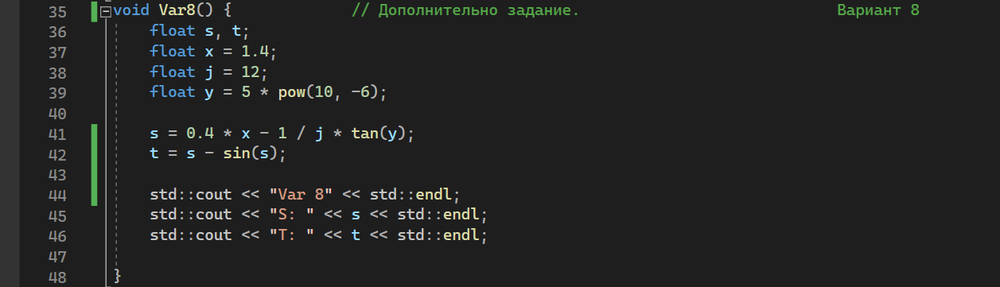 35 void Var8() { // Дополнительно задание. Вариант 8
36 float s, t;
37 float x = 1.4;
38 float j = 12;
39 float y = 5 * pow(10, -6);
40
41 s = 0.4 * x - 1 / j * tan(y);
42 t = s - sin(s);
43
44 std::cout << "Var 8" << std::endl;
45 std::cout << "S: " << s << std::endl;
46 std::cout << "T: " << t << std::endl;
47
48 }